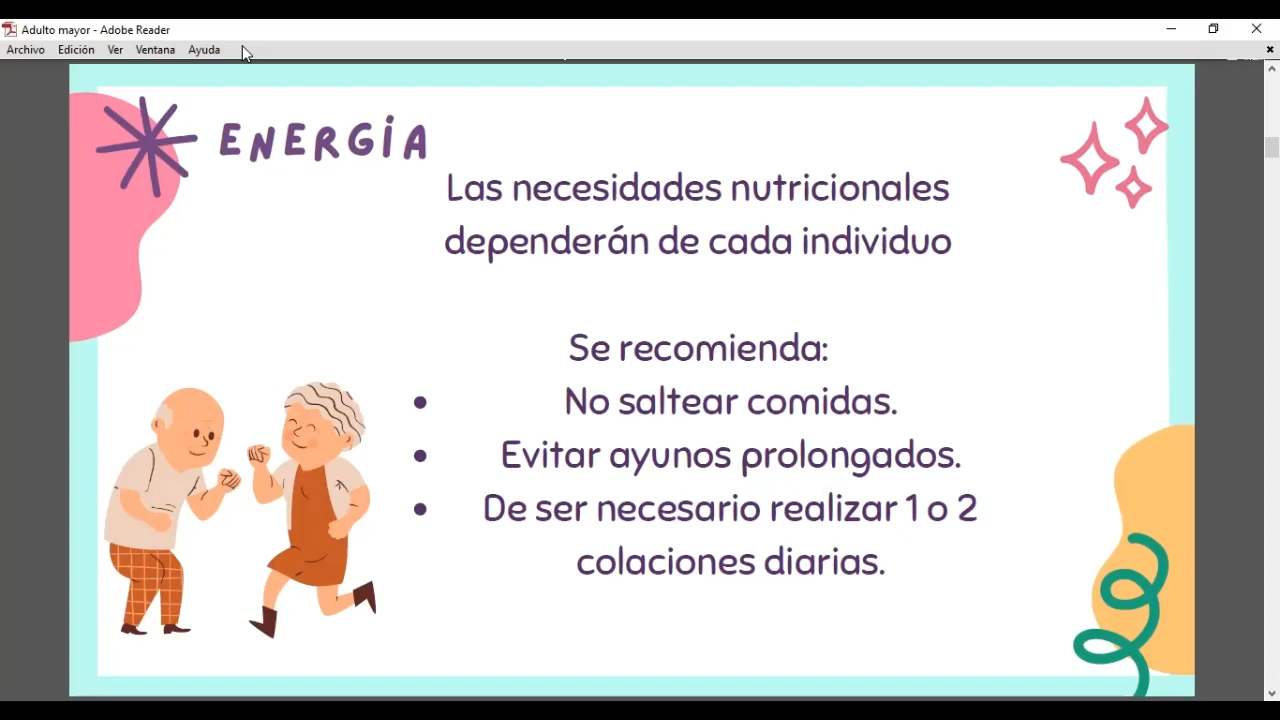 Adulto mayor - Adobe Reader
Archivo Edición Ver Ventana Ayuda
ENERGÍA
Las necesidades nutricionales
dependerán de cada individuo
Se recomienda:
• No saltear comidas.
• Evitar ayunos prolongados.
• De ser necesario realizar 1 o 2
colaciones diarias.